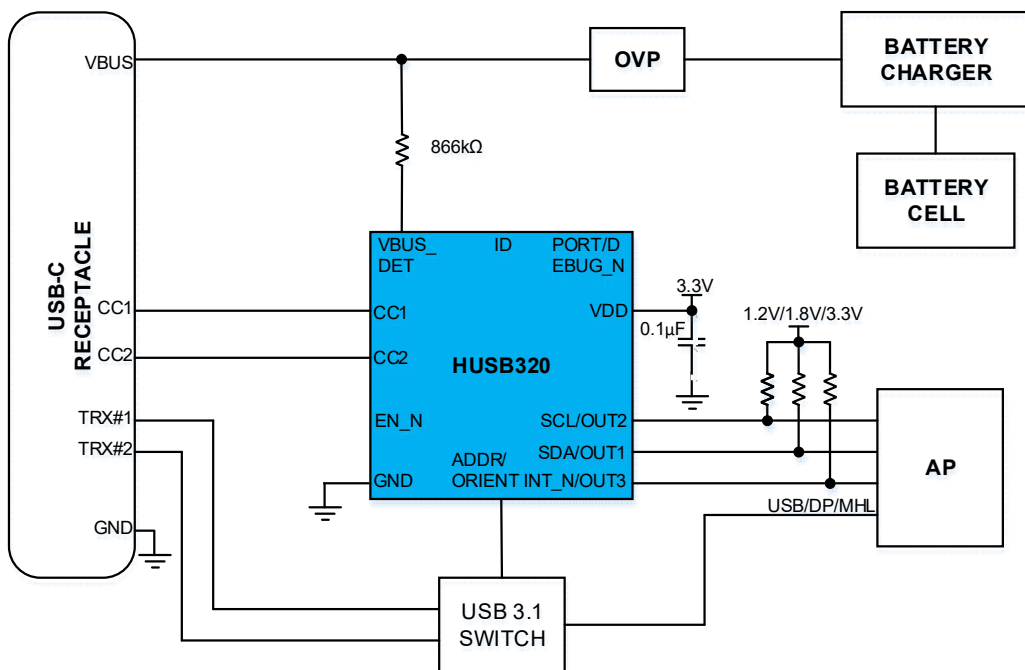 VBUS
OVP
BATTERY
CHARGER
866kΩ
BATTERY
CELL
USB-C
RECEPTACLE
VBUS_
DET
ID
PORT/D
EBUG_N
3.3V
CC1
CC1
VDD
0.1µF
1.2V/1.8V/3.3V
CC2
CC2
HUSB320
TRX#1
EN_N
SCL/OUT2
TRX#2
SDA/OUT1
AP
ADDR/
ORIENT
GND
INT_N/OUT3
USB/DP/MHL
GND
USB 3.1
SWITCH